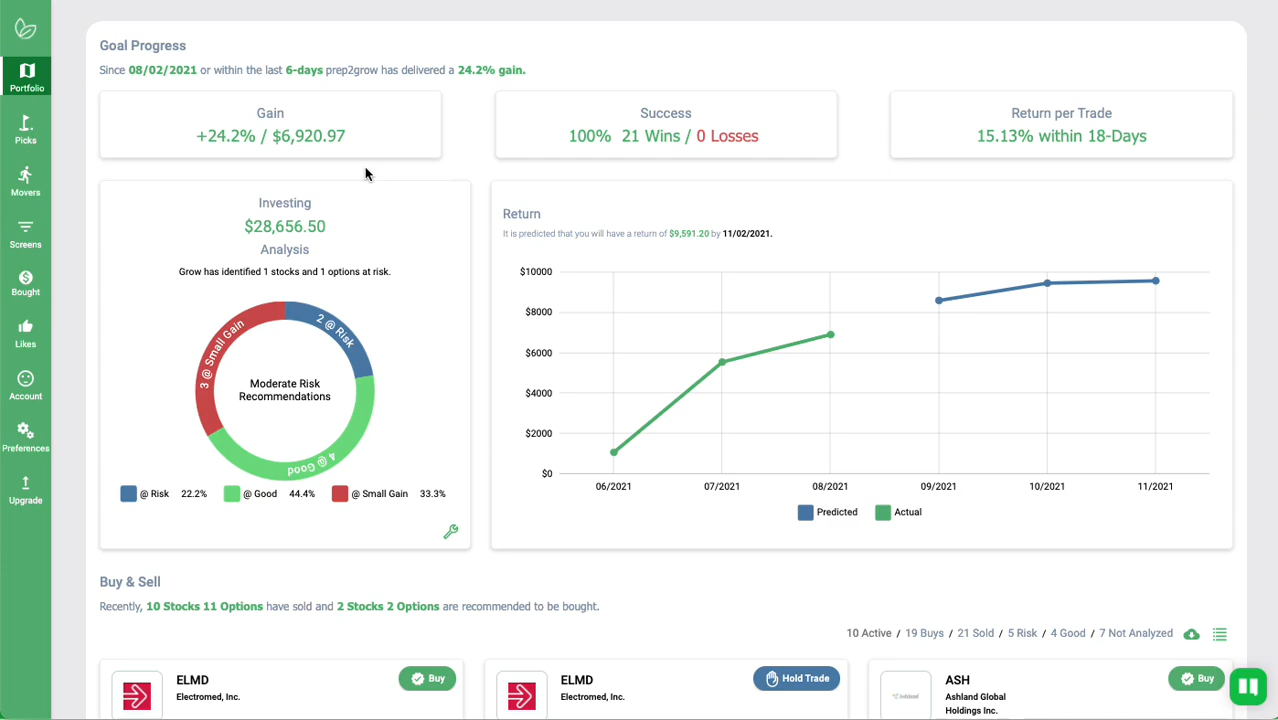 Goal Progress
Since 08/02/2021 or within the last 6-days prep2grow has delivered a 24.2% gain.
Portfolio
Picks
Movers
Screens
Bought
Likes
Account
Preferences
Upgrade
Gain
+24.2% / $6,920.97
Success
100% 21 Wins / 0 Losses
Return per Trade
15.13% within 18-Days
Investing
$28,656.50
Analysis
Grow has identified 1 stocks and 1 options at risk.
3 @ Small Gain
2 @ Risk
4 @ Good
Moderate Risk
Recommendations
@ Risk 22.2% @ Good 44.4% @ Small Gain 33.3%
Return
It is predicted that you will have a return of $9,591.20 by 11/02/2021.
$10000
$8000
$6000
$4000
$2000
$0
06/2021 07/2021 08/2021 09/2021 10/2021 11/2021
Predicted Actual
Buy & Sell
Recently, 10 Stocks 11 Options have sold and 2 Stocks 2 Options are recommended to be bought.
10 Active / 19 Buys / 21 Sold / 5 Risk / 4 Good / 7 Not Analyzed
ELMD
Electromed, Inc.
Buy
ELMD
Electromed, Inc.
Hold Trade
Ashland
ASH
Ashland Global
Holdings Inc.
Buy